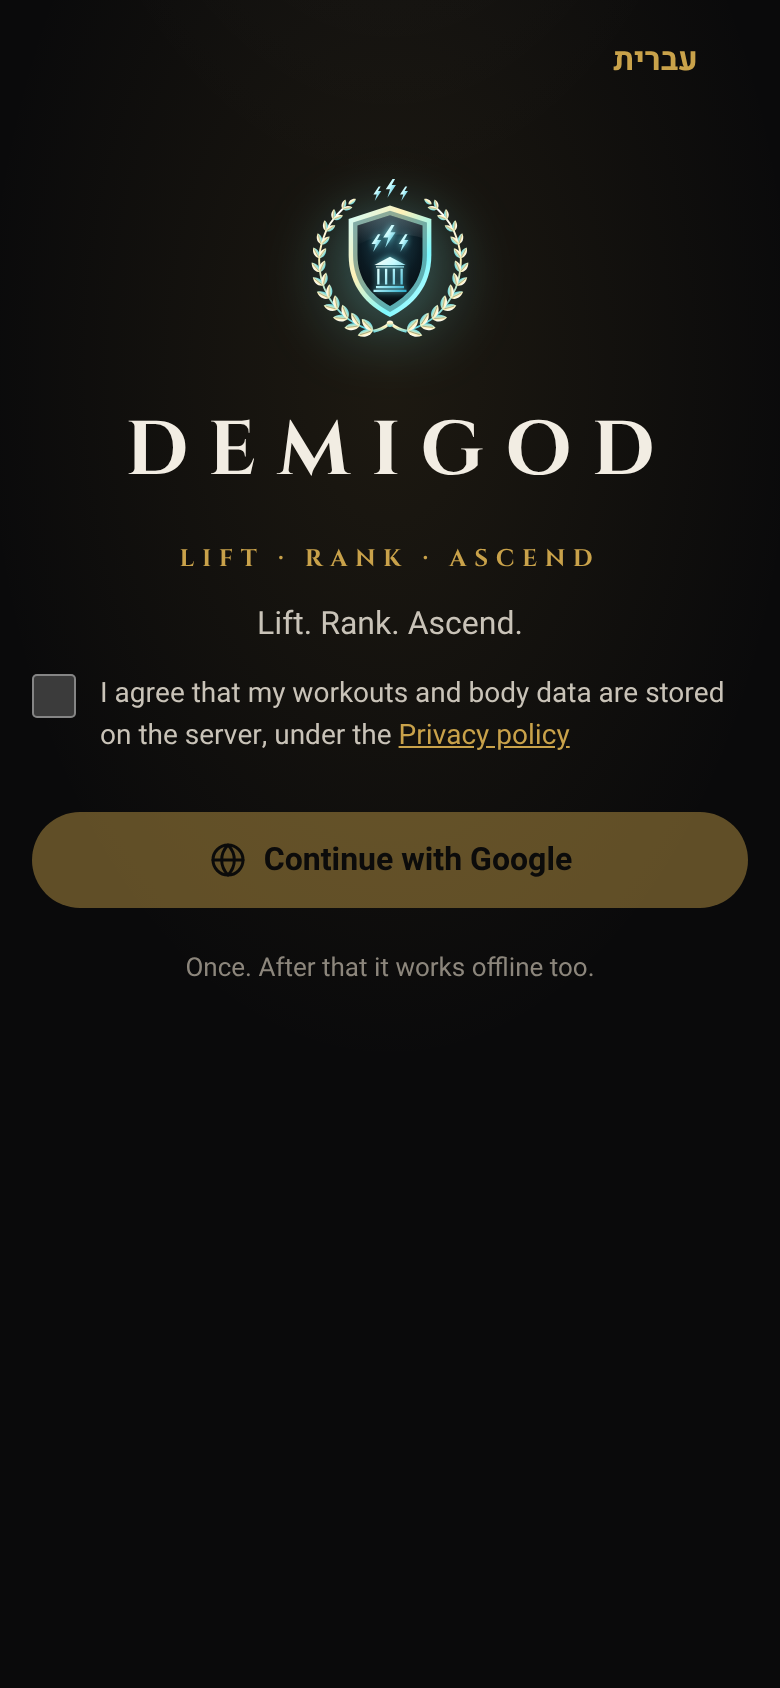 עברית
DEMIGOD
LIFT · RANK · ASCEND
Lift. Rank. Ascend.
I agree that my workouts and body data are stored
on the server, under the Privacy policy
Continue with Google
Once. After that it works offline too.